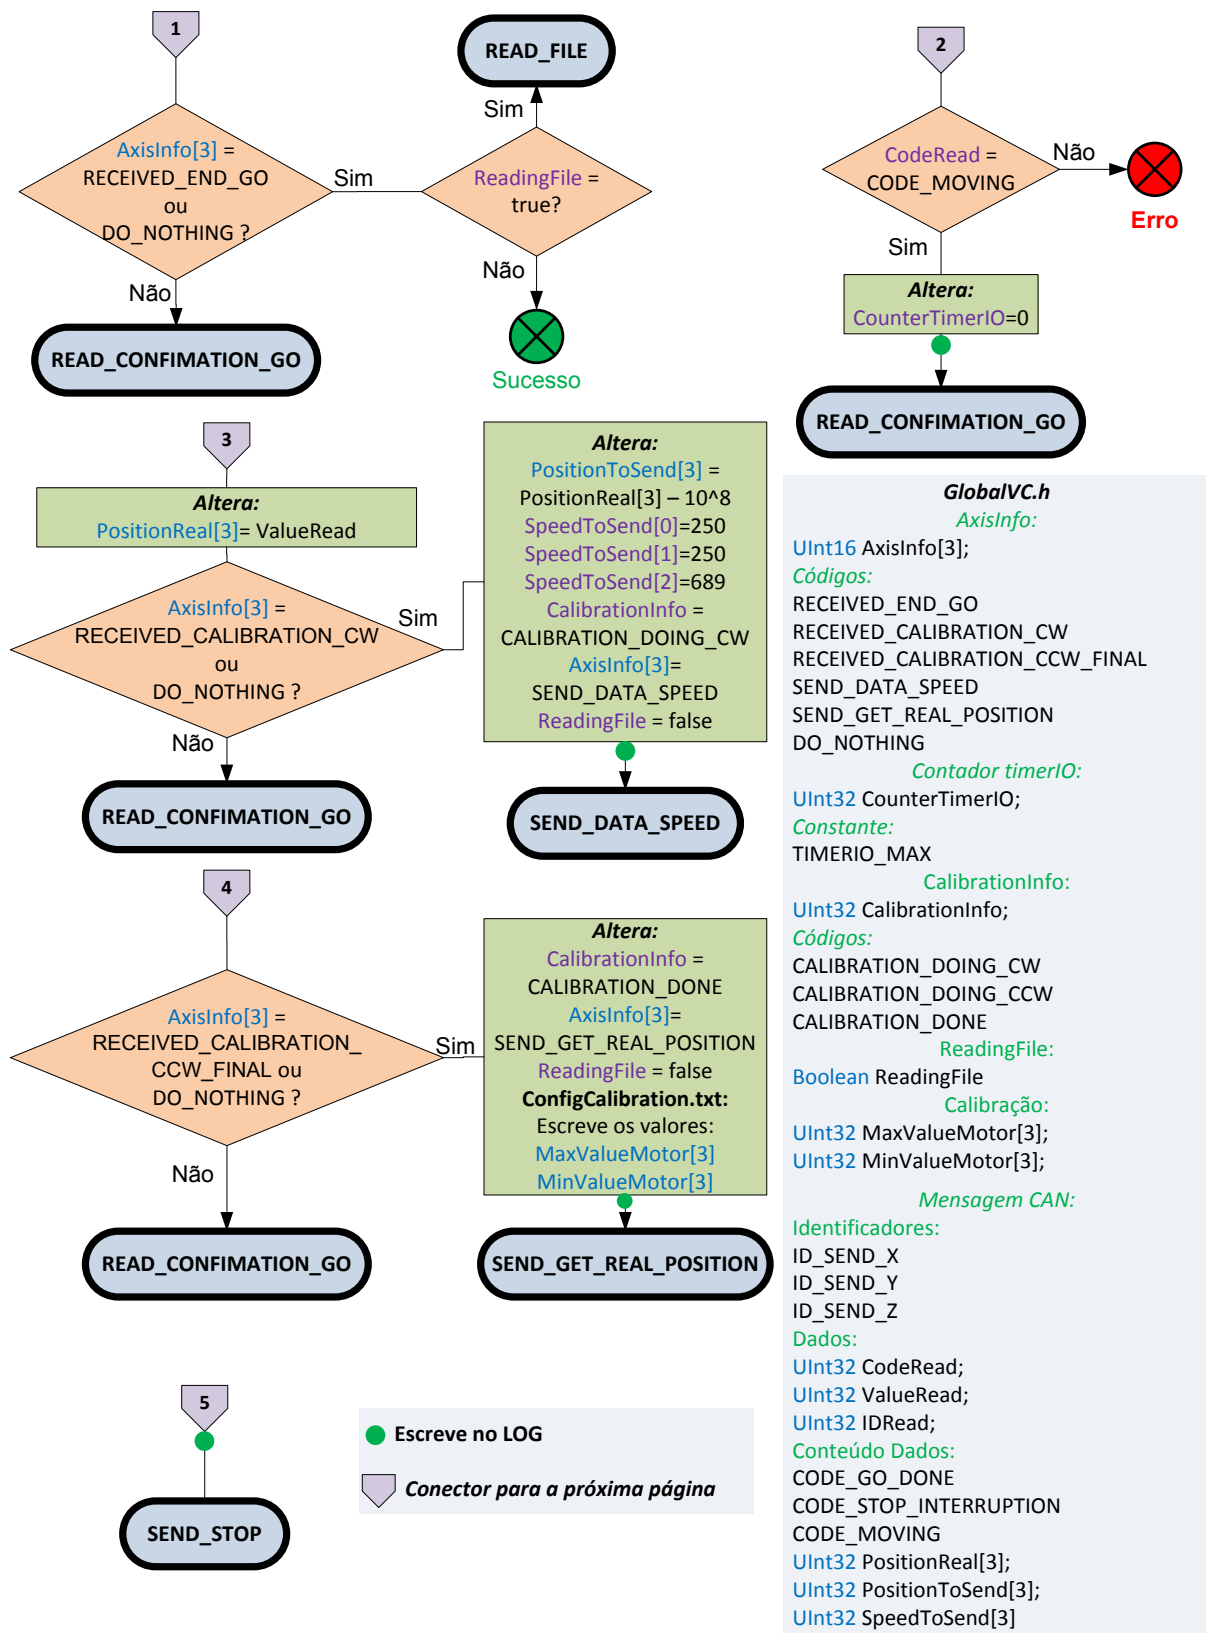 1
AxisInfo[3] =
RECEIVED_END_GO
ou
DO_NOTHING ?
Sim
Não
READ_CONFIMATION_GO
READ_FILE
Sim
ReadingFile =
true?
Não
Sucesso
2
CodeRead =
CODE_MOVING
Não
Erro
Sim
Altera:
CounterTimerIO=0
READ_CONFIMATION_GO
3
Altera:
PositionReal[3]= ValueRead
AxisInfo[3] =
RECEIVED_CALIBRATION_CW
ou
DO_NOTHING ?
Sim
Não
READ_CONFIMATION_GO
Altera:
PositionToSend[3] =
PositionReal[3] – 10^8
SpeedToSend[0]=250
SpeedToSend[1]=250
SpeedToSend[2]=689
CalibrationInfo =
CALIBRATION_DOING_CW
AxisInfo[3]=
SEND_DATA_SPEED
ReadingFile = false
SEND_DATA_SPEED
4
AxisInfo[3] =
RECEIVED_CALIBRATION_
CCW_FINAL ou
DO_NOTHING ?
Sim
Não
READ_CONFIMATION_GO
Altera:
CalibrationInfo =
CALIBRATION_DONE
AxisInfo[3]=
SEND_GET_REAL_POSITION
ReadingFile = false
ConfigCalibration.txt:
Escreve os valores:
MaxValueMotor[3]
MinValueMotor[3]
SEND_GET_REAL_POSITION
5
SEND_STOP
Escreve no LOG
Conector para a próxima página
GlobalVC.h
AxisInfo:
UInt16 AxisInfo[3];
Códigos:
RECEIVED_END_GO
RECEIVED_CALIBRATION_CW
RECEIVED_CALIBRATION_CCW_FINAL
SEND_DATA_SPEED
SEND_GET_REAL_POSITION
DO_NOTHING
Contador timerIO:
UInt32 CounterTimerIO;
Constante:
TIMERIO_MAX
CalibrationInfo:
UInt32 CalibrationInfo;
Códigos:
CALIBRATION_DOING_CW
CALIBRATION_DOING_CCW
CALIBRATION_DONE
ReadingFile:
Boolean ReadingFile
Calibração:
UInt32 MaxValueMotor[3];
UInt32 MinValueMotor[3];
Mensagem CAN:
Identificadores:
ID_SEND_X
ID_SEND_Y
ID_SEND_Z
Dados:
UInt32 CodeRead;
UInt32 ValueRead;
UInt32 IDRead;
Conteúdo Dados:
CODE_GO_DONE
CODE_STOP_INTERRUPTION
CODE_MOVING
UInt32 PositionReal[3];
UInt32 PositionToSend[3];
UInt32 SpeedToSend[3]